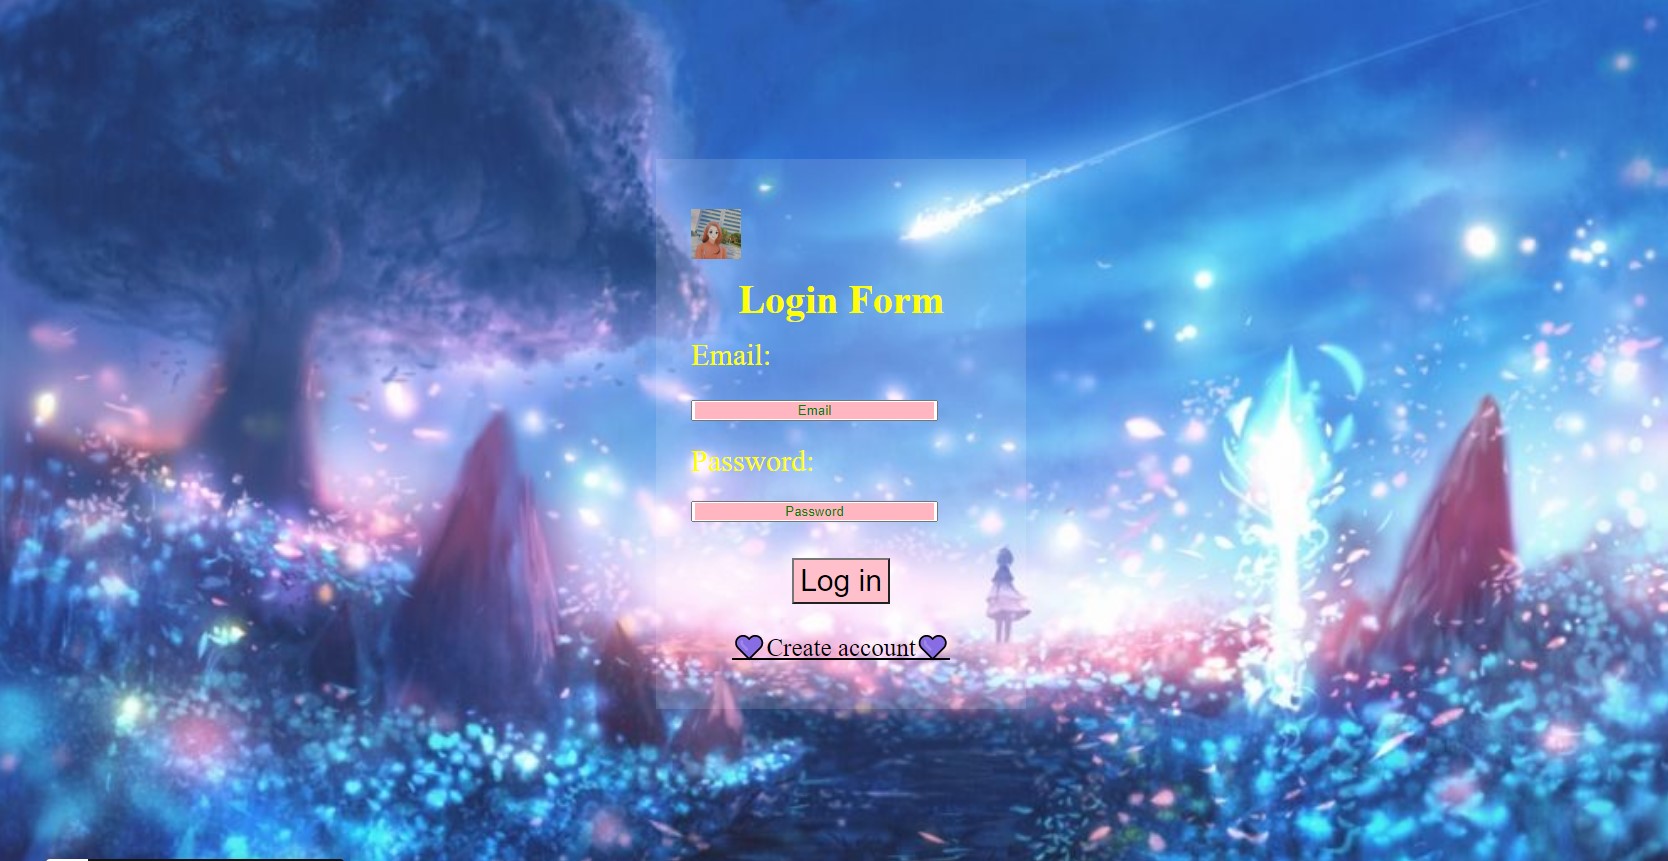 Login Form
Email:
Email
Password:
Password
Log in
💜Create account💜